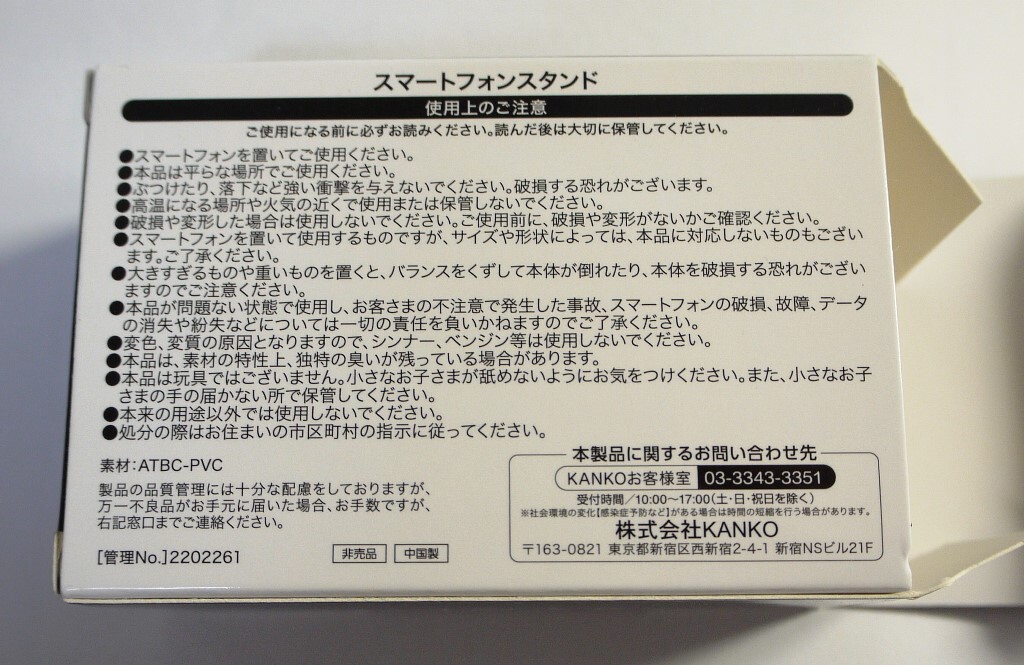 スマートフォンスタンド
使用上のご注意
ご使用になる前に必ずお読みください。読んだ後は大切に保管してください。
●スマートフォンを置いてご使用ください。
●本品は平らな場所でご使用ください。
●ぶつけたり、落下など強い衝撃を与えないでください。破損する恐れがございます。
●高温になる場所や火気の近くで使用または保管しないでください。
●破損や変形した場合は使用しないでください。ご使用前に、破損や変形がないかご確認ください。
●スマートフォンを置いて使用するものですが、サイズや形状によっては、本品に対応しないものもござい
ます。ご了承ください。
●大きすぎるものや重いものを置くと、バランスをくずして本体が倒れたり、本体を破損する恐れがござい
ますのでご注意ください。
●本品が問題ない状態で使用し、お客さまの不注意で発生した事故、スマートフォンの破損、故障、データ
の消失や紛失などについては一切の責任を負いかねますのでご了承ください。
●変色、変質の原因となりますので、シンナー、ベンジン等は使用しないでください。
●本品は、素材の特性上、独特の臭いが残っている場合があります。
●本品は玩具ではございません。小さなお子さまが舐めないようにお気をつけください。また、小さなお子
さまの手の届かない所で保管してください。
●本来の用途以外では使用しないでください。
●処分の際はお住まいの市区町村の指示に従ってください。
素材:ATBC-PVC
製品の品質管理には十分な配慮をしておりますが、
万一不良品がお手元に届いた場合、お手数ですが、
右記窓口までご連絡ください。
[管理No.]2202261
非売品 中国製
本製品に関するお問い合わせ先
KANKOお客様室 03-3343-3351
受付時間/10:00～17:00(土・日・祝日を除く)
※社会環境の変化【感染症予防など】がある場合は時間の短縮を行う場合があります。
株式会社KANKO
〒163-0821 東京都新宿区西新宿2-4-1 新宿NSビル21F